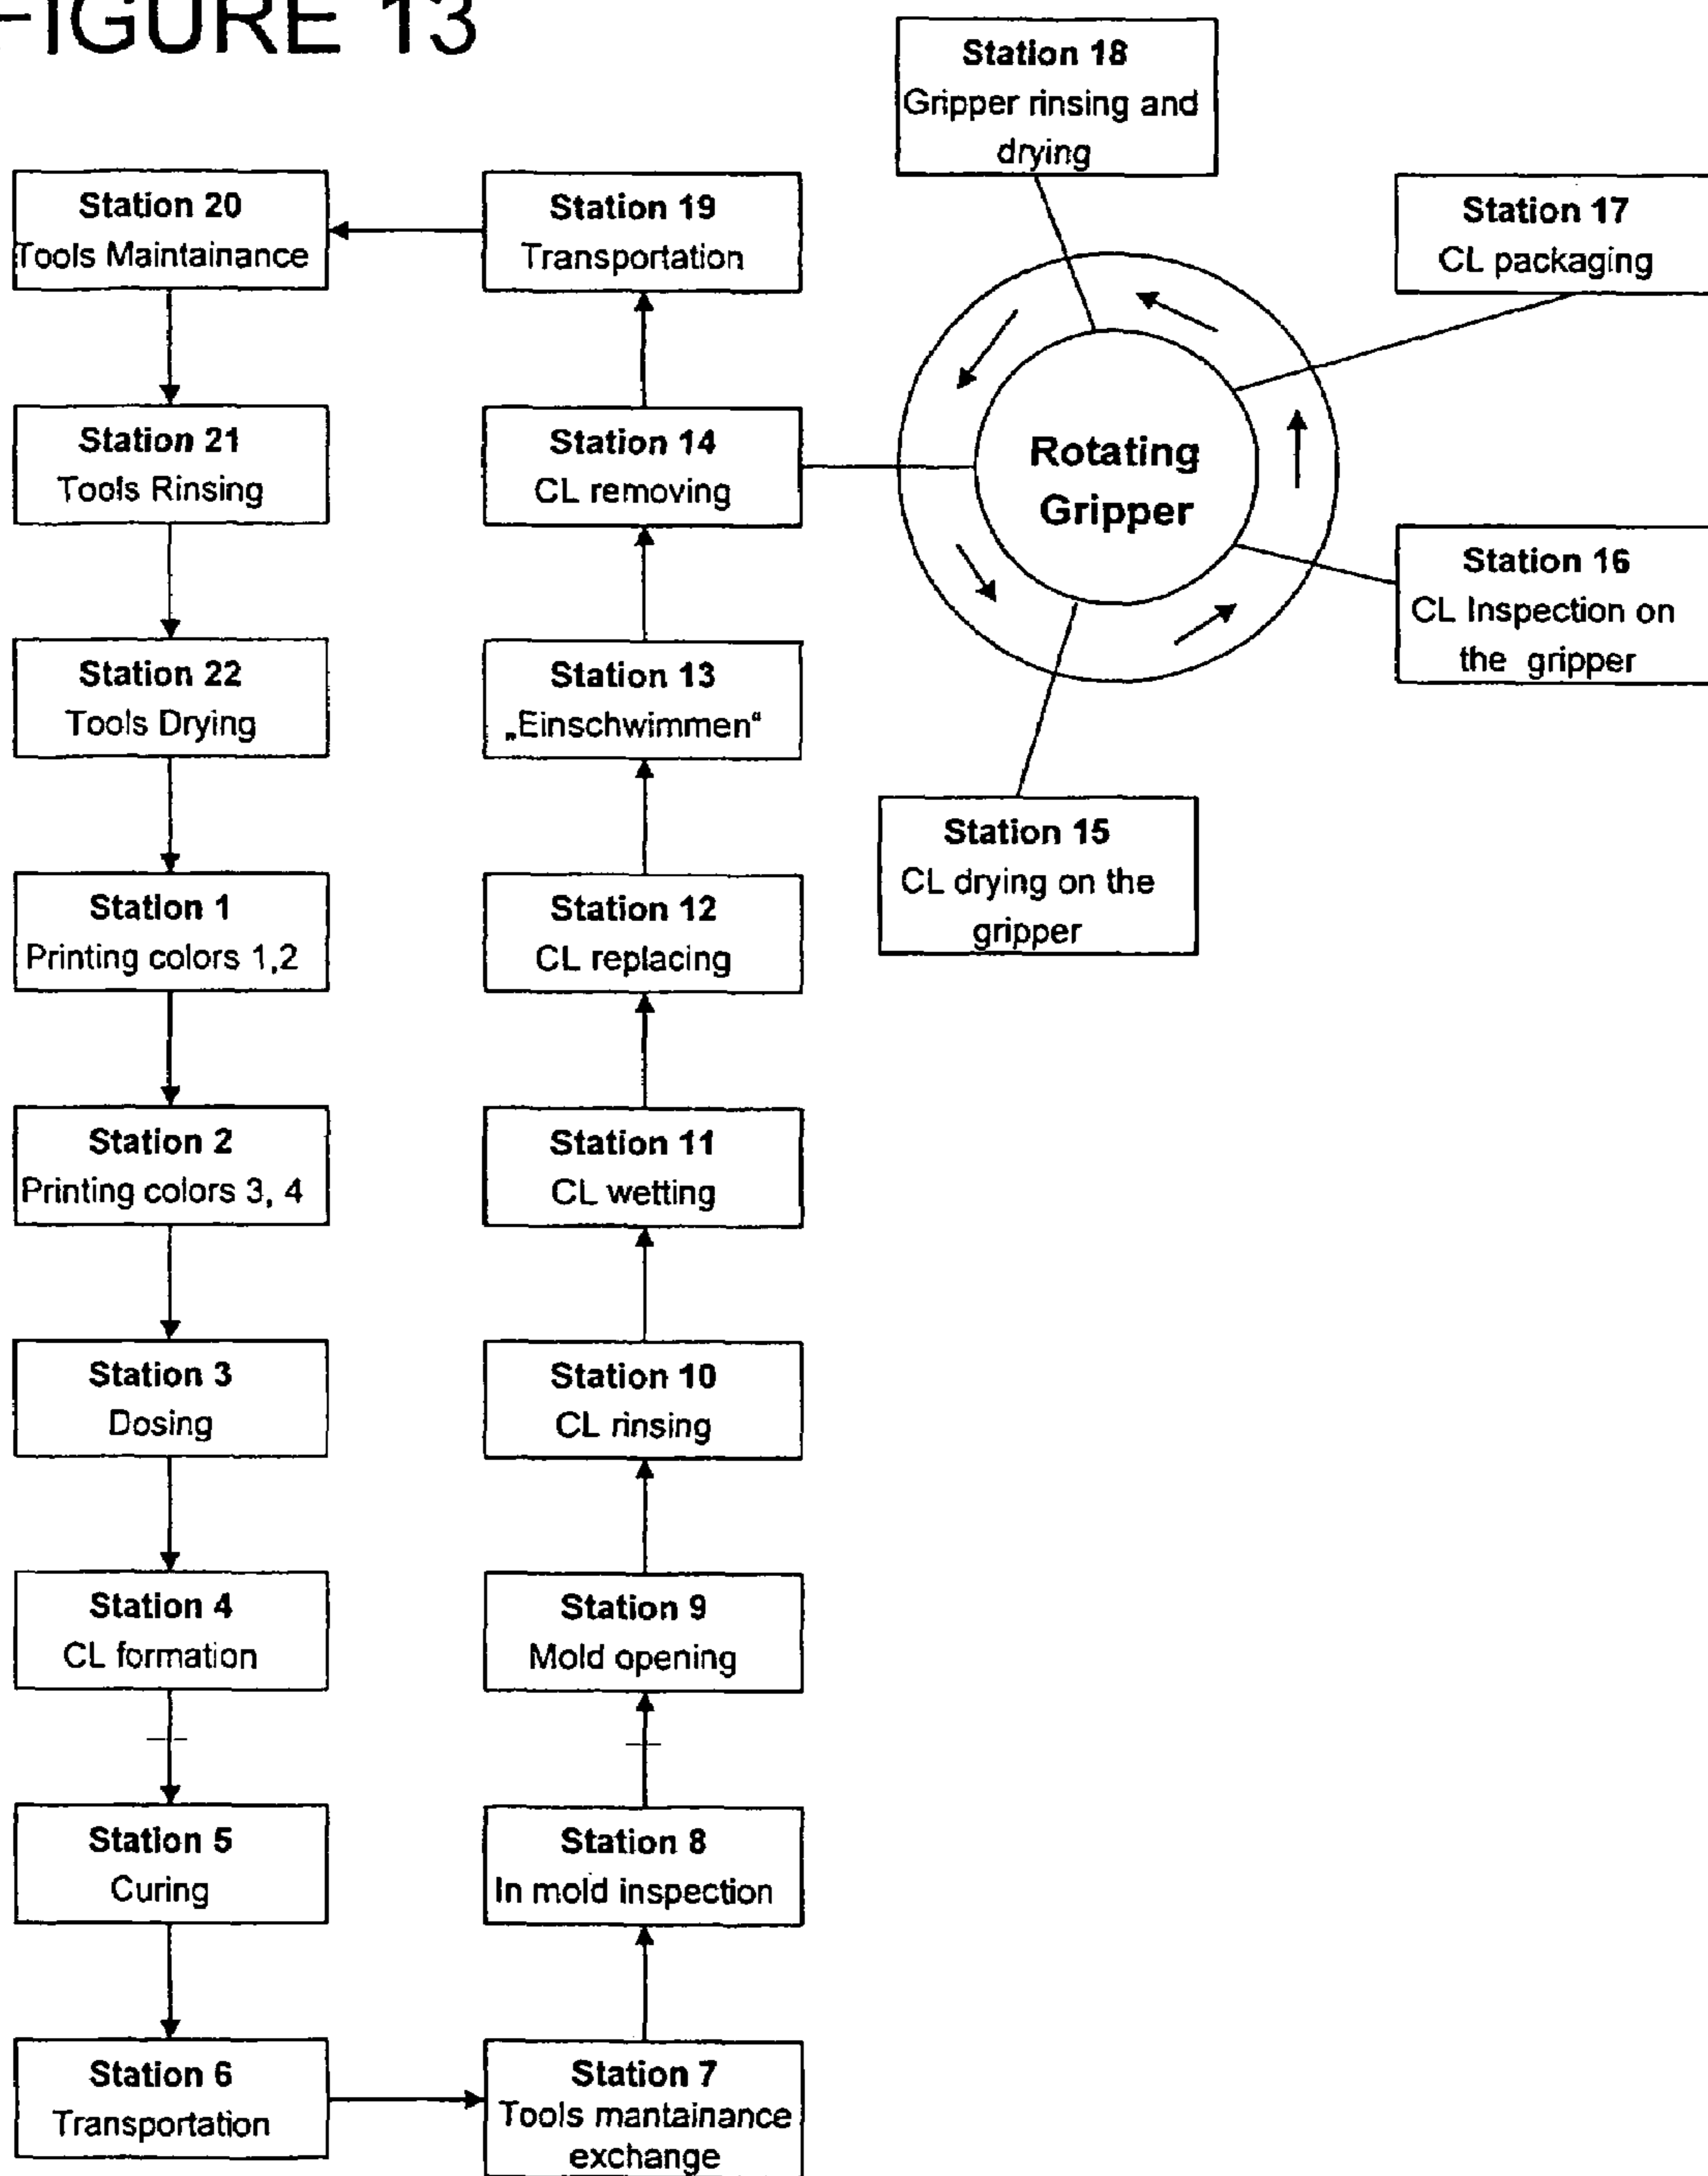 FIGURE 13
Station 18
Gripper rinsing and
drying
Station 20
Tools Maintainance
Station 19
Transportation
Station 17
CL packaging
Station 21
Tools Rinsing
Station 14
CL removing
Rotating
Gripper
Station 16
CL Inspection on
the gripper
Station 22
Tools Drying
Station 13
„Einschwimmen“
Station 15
CL drying on the
gripper
Station 1
Printing colors 1,2
Station 12
CL replacing
Station 2
Printing colors 3, 4
Station 11
CL wetting
Station 3
Dosing
Station 10
CL rinsing
Station 4
CL formation
Station 9
Mold opening
Station 5
Curing
Station 8
In mold inspection
Station 6
Transportation
Station 7
Tools mantainance
exchange